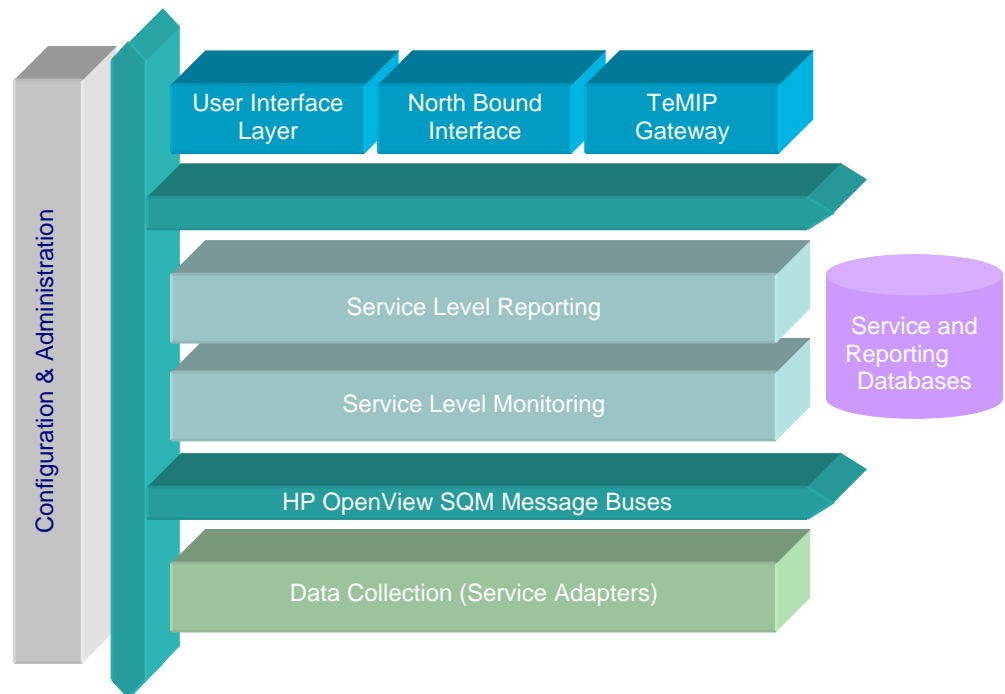 Configuration & Administration
User Interface
Layer
North Bound
Interface
TeMIP
Gateway
Service Level Reporting
Service Level Monitoring
Service and
Reporting
Databases
HP OpenView SQM Message Buses
Data Collection (Service Adapters)